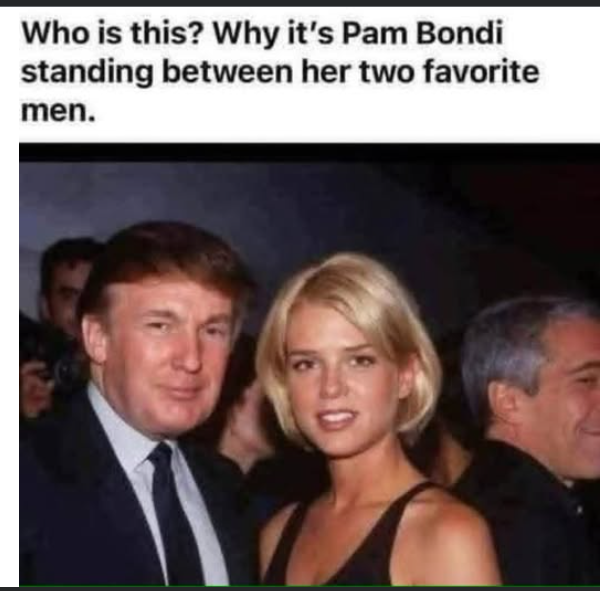 Who is this? Why it’s Pam Bondi
standing between her two favorite
men.